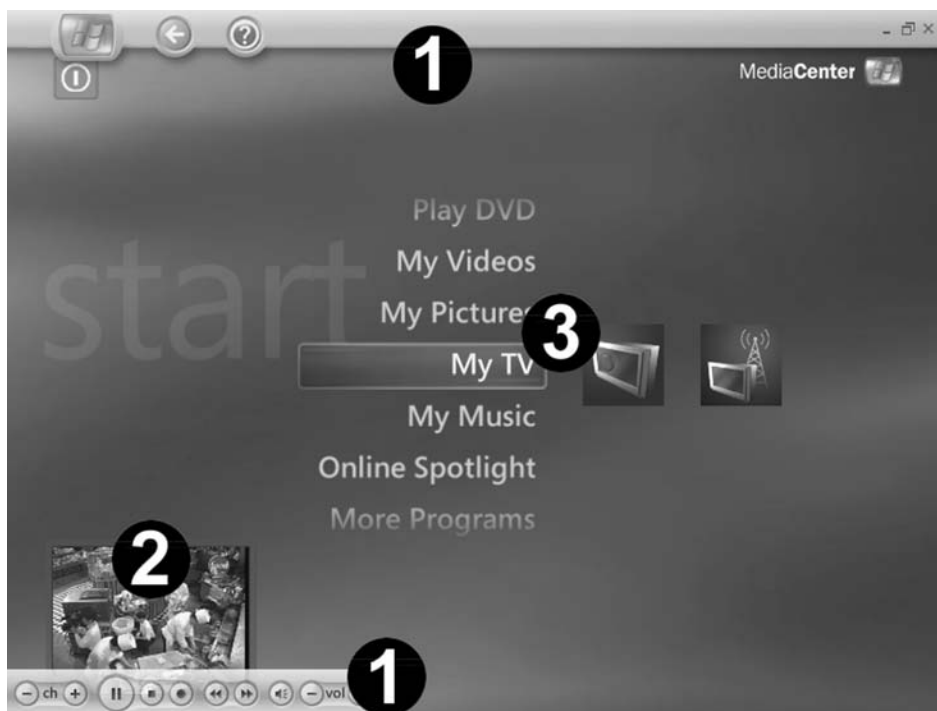 1
MediaCenter
start
Play DVD
My Videos
My Pictures
3
My TV
My Music
Online Spotlight
More Programs
2
1
− ch + − vol